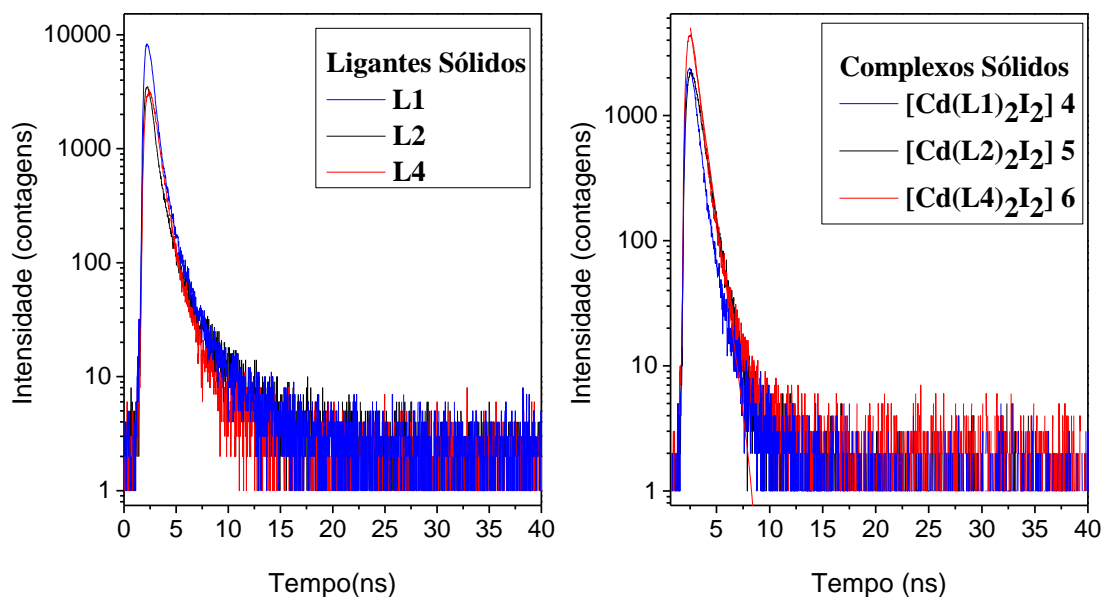 Intensidade (contagens)
10000
1000
100
10
1
Ligantes Sólidos
L1
L2
L4
0 5 10 15 20 25 30 35 40
Tempo(ns)
Intensidade (contagens)
1000
100
10
1
Complexos Sólidos
[Cd(L1)2I2] 4
[Cd(L2)2I2] 5
[Cd(L4)2I2] 6
5 10 15 20 25 30 35 40
Tempo (ns)